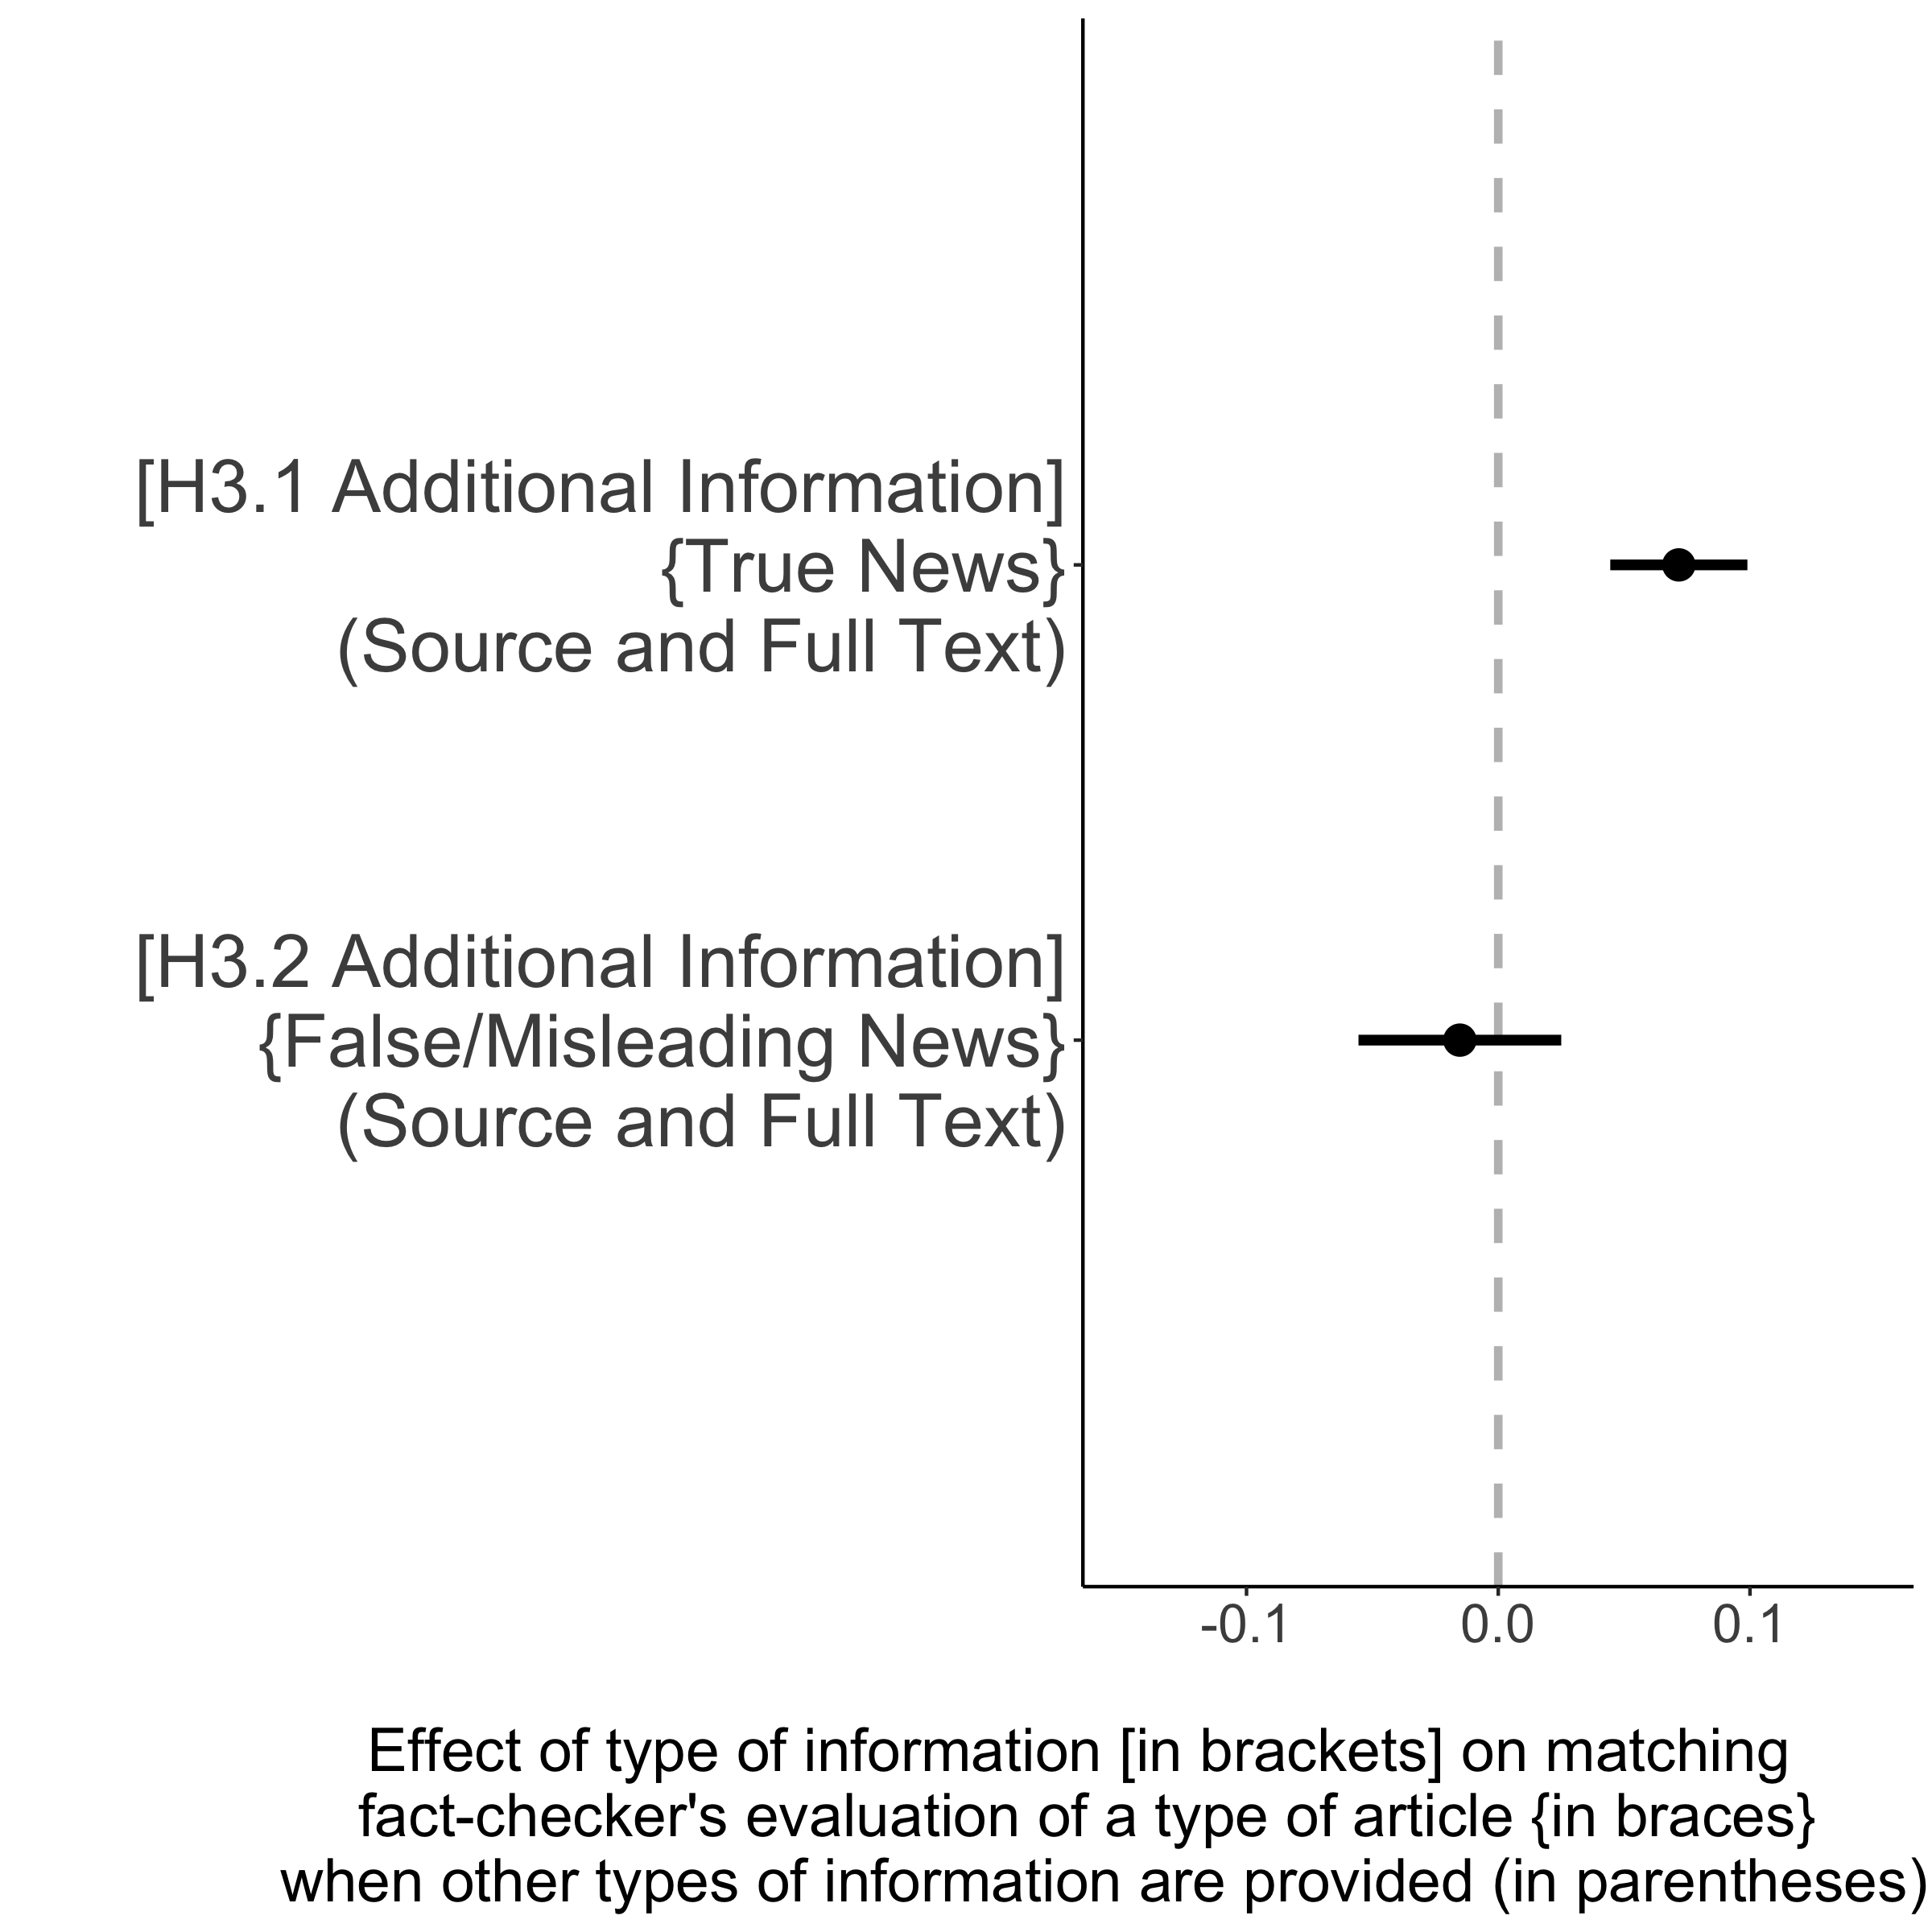 [H3.1 Additional Information]
{True News}
(Source and Full Text)
[H3.2 Additional Information]
{False/Misleading News}
(Source and Full Text)
-0.1 0.0 0.1
Effect of type of information [in brackets] on matching
fact-checker's evaluation of a type of article {in braces}
when other types of information are provided (in parentheses)